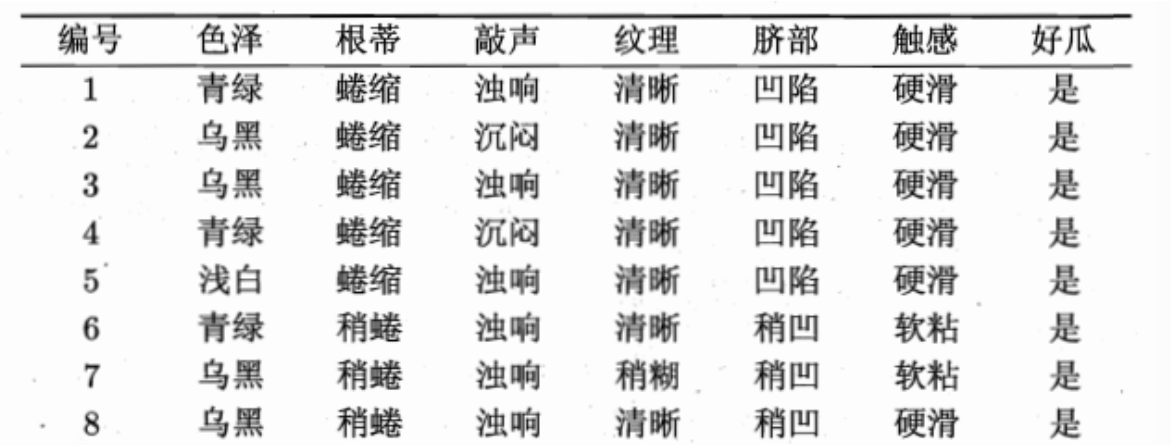 编号 色泽 根蒂 敲声 纹理 脐部 触感 好瓜
1 青绿 蜷缩 浊响 清晰 凹陷 硬滑 是
2 乌黑 蜷缩 沉闷 清晰 凹陷 硬滑 是
3 乌黑 蜷缩 浊响 清晰 凹陷 硬滑 是
4 青绿 蜷缩 沉闷 清晰 凹陷 硬滑 是
5 浅白 蜷缩 浊响 清晰 凹陷 硬滑 是
6 青绿 稍蜷 浊响 清晰 稍凹 软粘 是
7 乌黑 稍蜷 浊响 稍糊 稍凹 软粘 是
8 乌黑 稍蜷 浊响 清晰 稍凹 硬滑 是